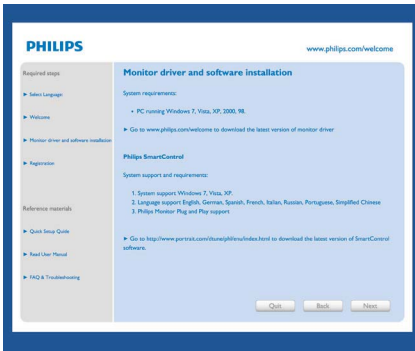 PHILIPS
www.philips.com/welcome
Required steps
► Select Language:
► Welcome
► Monitor driver and software installation
► Registration
Reference materials
► Quick Setup Guide
► Read User Manual
► FAQ & Troubleshooting
Monitor driver and software installation
System requirements:
• PC running Windows 7, Vista, XP, 2000, 98.
► Go to www.philips.com/welcome to download the latest version of monitor driver
Philips SmartControl
System support and requirements:
1. System support Windows 7, Vista, XP.
2. Language support English, German, Spanish, French, Italian, Russian, Portuguese, Simplified Chinese
3. Philips Monitor Plug and Play support
► Go to http://www.portrait.com/dtune/phl/enu/index.html to download the latest version of SmartControl
software.
Quit
Back
Next